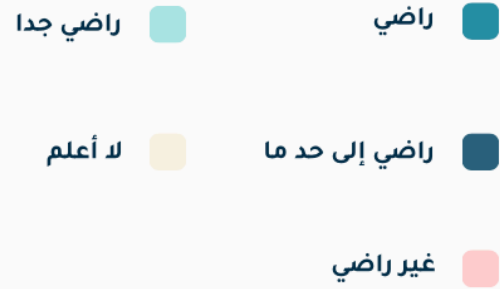 راضي
راضي جدا
راضي إلى حد ما
لا أعلم
غير راضي